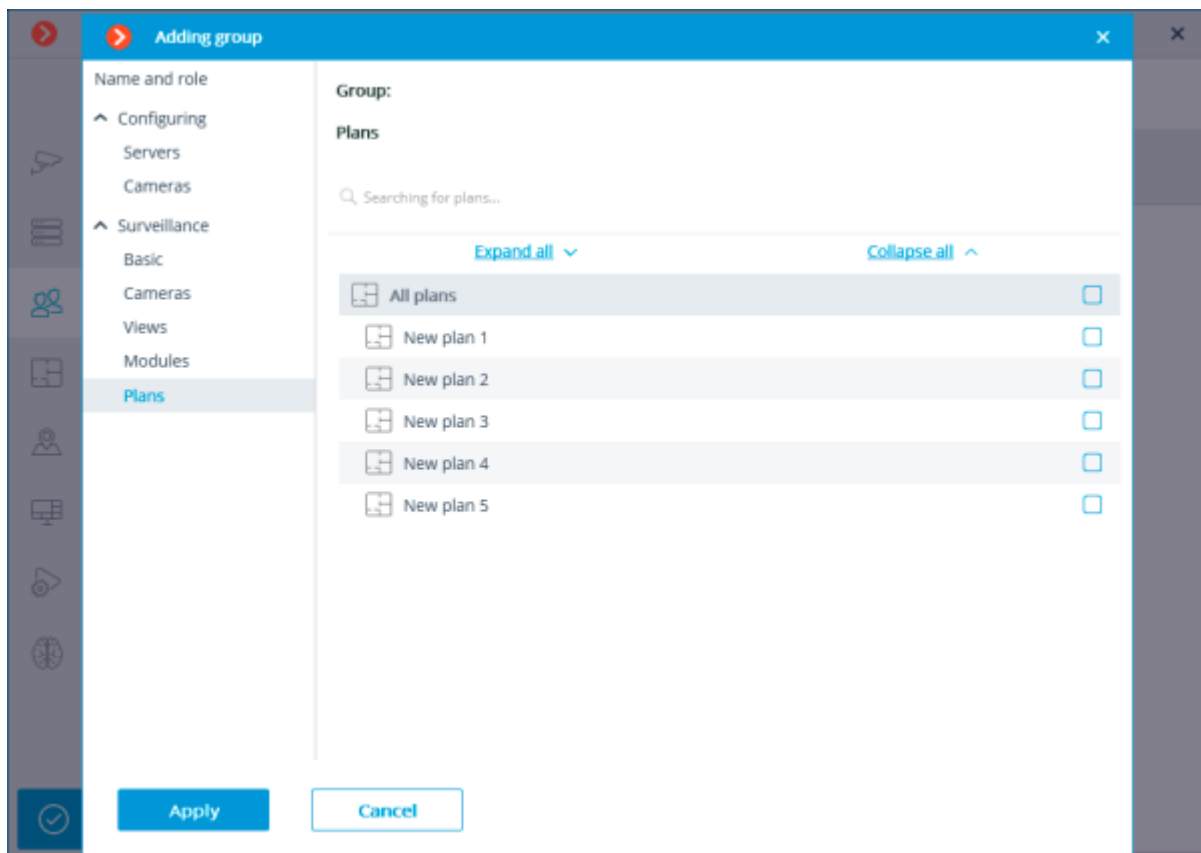 Adding group
Name and role
Configuring
Servers
Cameras
Surveillance
Basic
Cameras
Views
Modules
Plans
Group:
Plans
Searching for plans...
Expand all Collapse all
All plans
New plan 1
New plan 2
New plan 3
New plan 4
New plan 5
Apply Cancel